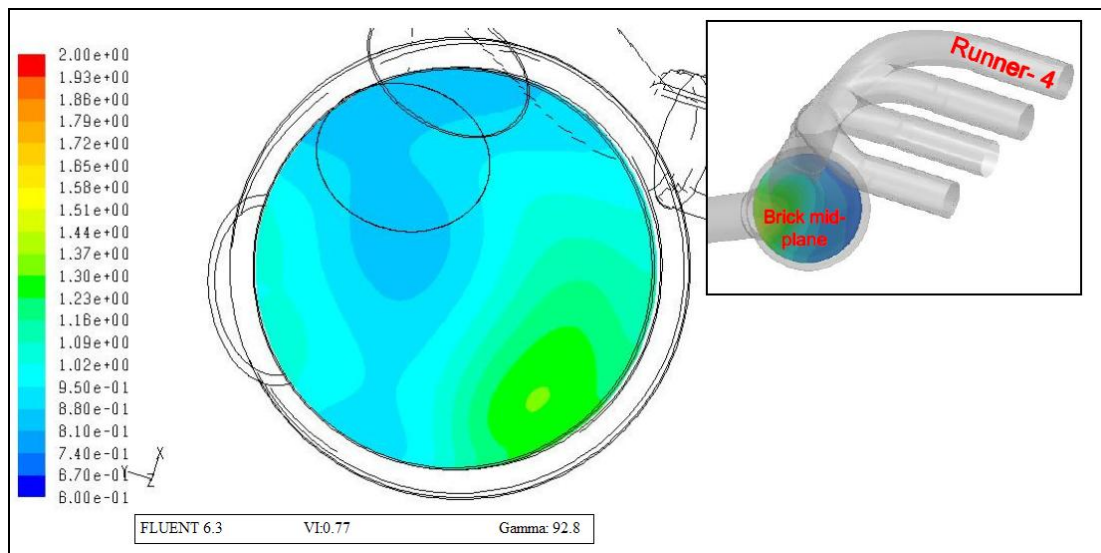 2.00e+00
1.93e+00
1.86e+00
1.79e+00
1.72e+00
1.65e+00
1.58e+00
1.51e+00
1.44e+00
1.37e+00
1.30e+00
1.23e+00
1.16e+00
1.09e+00
1.02e+00
9.50e-01
8.80e-01
8.10e-01
7.40e-01
6.70e-01
6.00e-01
Y
X
Z
Runner- 4
Brick mid-
plane
FLUENT 6.3 VI:0.77 Gamma: 92.8